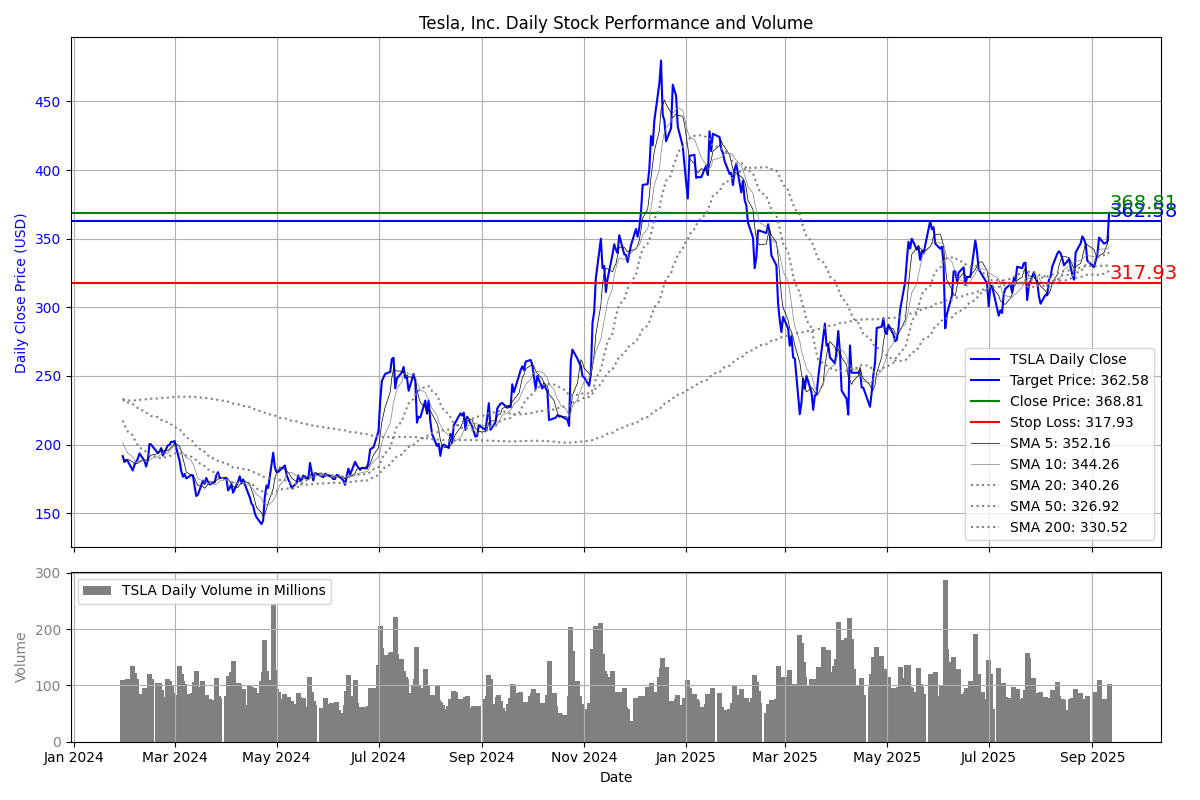 Tesla, Inc. Daily Stock Performance and Volume
Daily Close Price (USD)
450
400
350
300
250
200
150
368.81
362.58
317.93
TSLA Daily Close
Target Price: 362.58
Close Price: 368.81
Stop Loss: 317.93
SMA 5: 352.16
SMA 10: 344.26
SMA 20: 340.26
SMA 50: 326.92
SMA 200: 330.52
Volume
300
200
100
0
TSLA Daily Volume in Millions
Jan 2024 Mar 2024 May 2024 Jul 2024 Sep 2024 Nov 2024 Jan 2025 Mar 2025 May 2025 Jul 2025 Sep 2025
Date